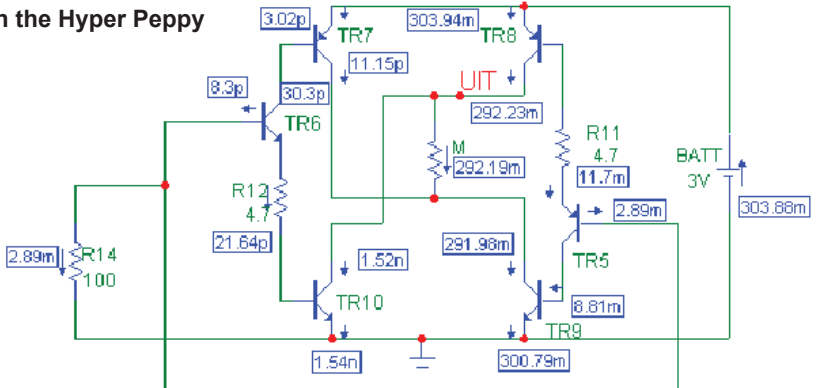 n the Hyper Peppy
3.02p
303.94m
TR7
TR8
11.15p
8.3p
30.3p
UIT
292.23m
TR6
R11
4.7
M
292.19m
BATT
3V
11.7m
R12
4.7
2.89m
303.88m
21.64p
291.98m
2.89m
R14
100
1.52n
TR5
TR10
8.81m
TR9
1.54n
300.79m